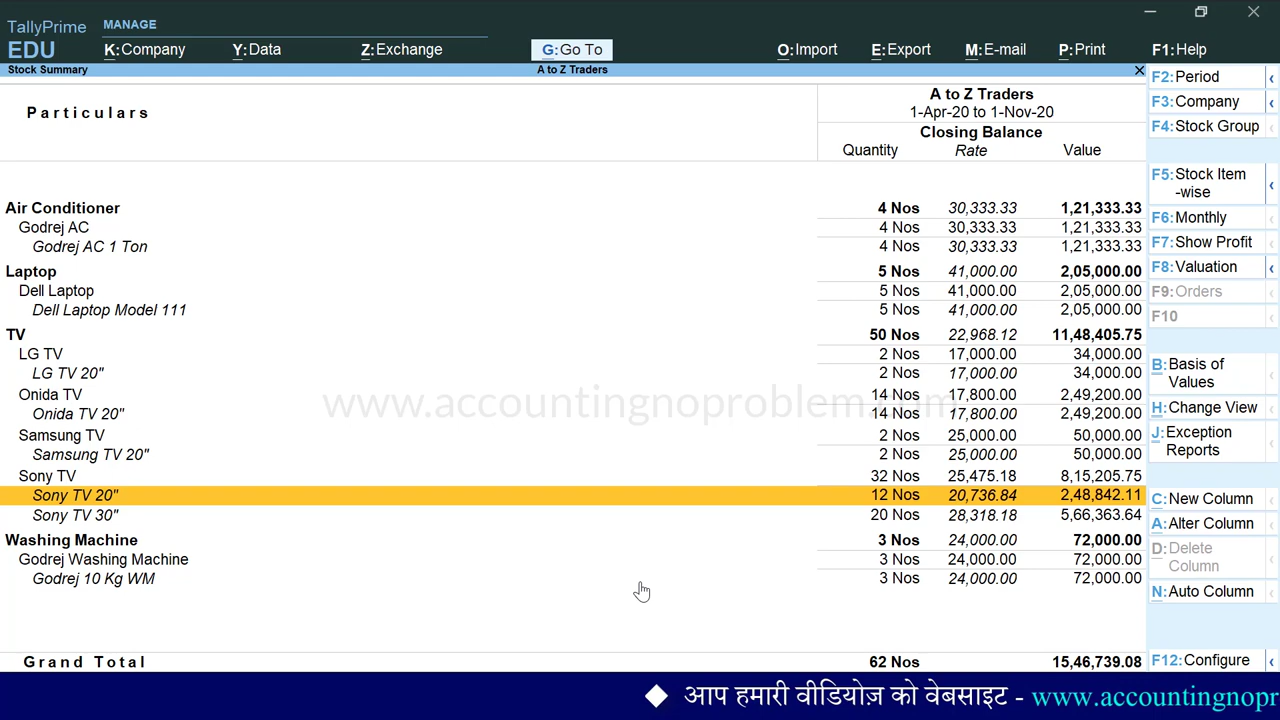 TallyPrime MANAGE
EDU K:Company Y:Data Z:Exchange G:Go To O:Import E:Export M:E-mail P:Print F1:Help
Stock Summary A to Z Traders
Particulars
A to Z Traders
1-Apr-20 to 1-Nov-20
Closing Balance
Quantity Rate Value
Air Conditioner 4 Nos 30,333.33 1,21,333.33
Godrej AC 4 Nos 30,333.33 1,21,333.33
Godrej AC 1 Ton 4 Nos 30,333.33 1,21,333.33
Laptop 5 Nos 41,000.00 2,05,000.00
Dell Laptop 5 Nos 41,000.00 2,05,000.00
Dell Laptop Model 111 5 Nos 41,000.00 2,05,000.00
TV 50 Nos 22,968.12 11,48,405.75
LG TV 2 Nos 17,000.00 34,000.00
LG TV 20" 2 Nos 17,000.00 34,000.00
Onida TV 14 Nos 17,800.00 2,49,200.00
www.accountingnoproblem.com
Onida TV 20" 14 Nos 17,800.00 2,49,200.00
Samsung TV 2 Nos 25,000.00 50,000.00
Samsung TV 20" 2 Nos 25,000.00 50,000.00
Sony TV 32 Nos 25,475.18 8,15,205.75
Sony TV 20" 12 Nos 20,736.84 2,48,842.11
Sony TV 30" 20 Nos 28,318.18 5,66,363.64
Washing Machine 3 Nos 24,000.00 72,000.00
Godrej Washing Machine 3 Nos 24,000.00 72,000.00
Godrej 10 Kg WM 3 Nos 24,000.00 72,000.00
Grand Total 62 Nos 15,46,739.08
F2:Period
F3:Company
F4:Stock Group
F5:Stock Item
-wise
F6:Monthly
F7:Show Profit
F8:Valuation
F9:Orders
F10
B:Basis of
Values
H:Change View
J:Exception
Reports
C:New Column
A:Alter Column
D:Delete
Column
N:Auto Column
F12:Configure
◆ आप हमारी वीडियोज़ को वेबसाइट - www.accountingnopr